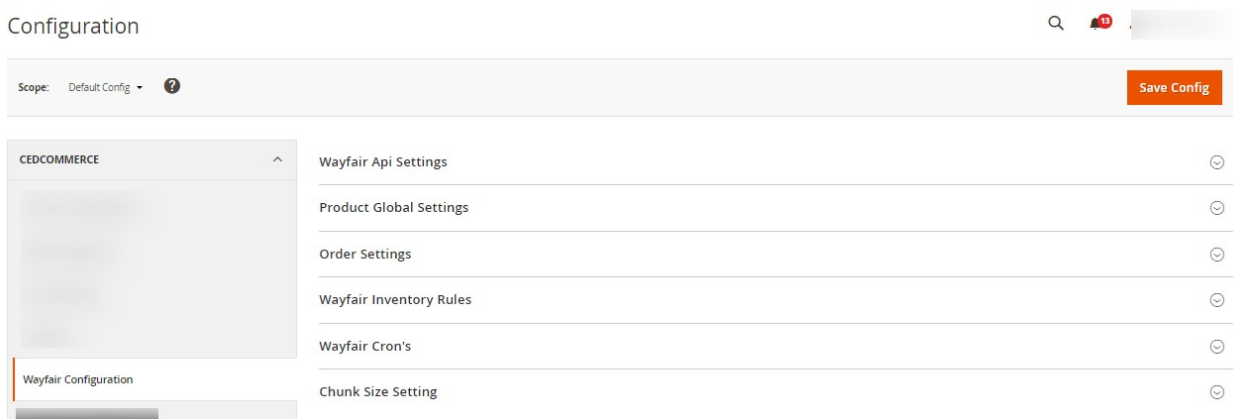 Configuration
13
Scope: Default Config ?
Save Config
CEDCOMMERCE
Wayfair Configuration
Wayfair Api Settings
Product Global Settings
Order Settings
Wayfair Inventory Rules
Wayfair Cron's
Chunk Size Setting